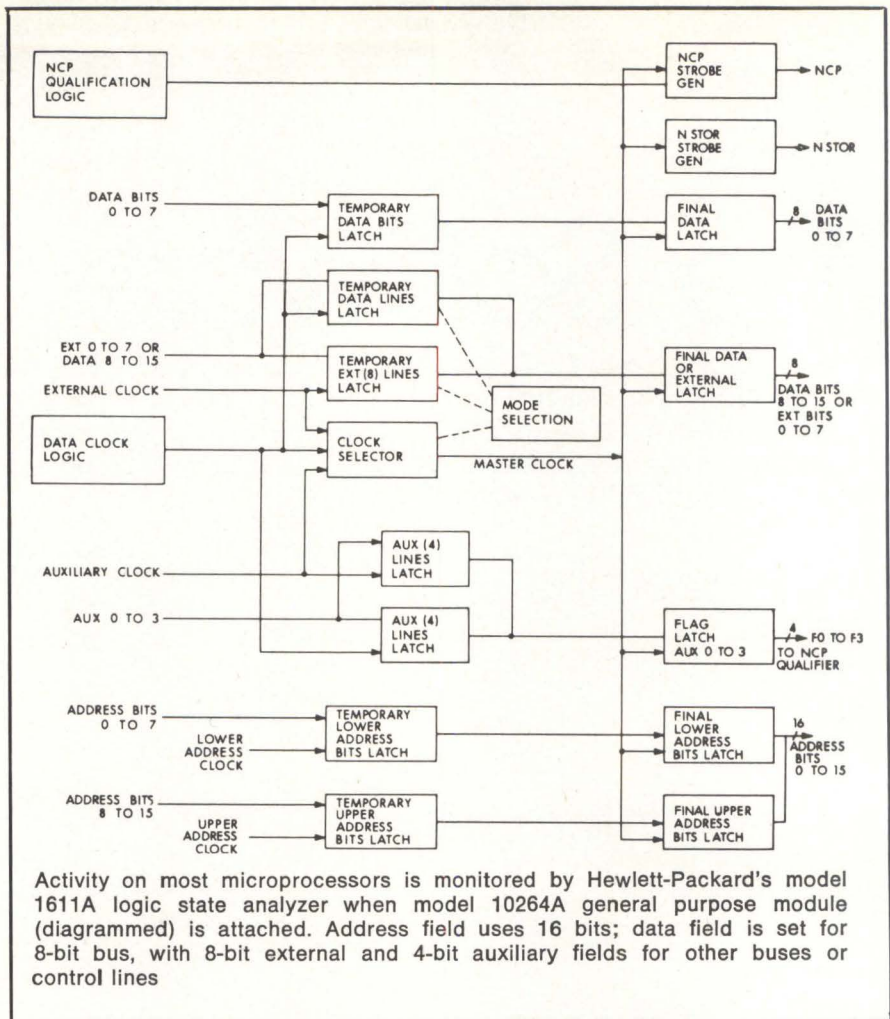 NCP
QUALIFICATION
LOGIC
NCP
STROBE
GEN
NCP
N STOR
STROBE
GEN
N STOR
DATA BITS
0 TO 7
TEMPORARY
DATA BITS
LATCH
FINAL
DATA
LATCH
8
DATA
BITS
0 TO 7
TEMPORARY
DATA LINES
LATCH
EXT 0 TO 7 OR
DATA 8 TO 15
TEMPORARY
EXT (8) LINES
LATCH
FINAL DATA
OR
EXTERNAL
LATCH
8
DATA BITS
8 TO 15 OR
EXT BITS
0 TO 7
EXTERNAL CLOCK
MODE
SELECTION
DATA CLOCK
LOGIC
CLOCK
SELECTOR
MASTER CLOCK
AUX (4)
LINES
LATCH
AUXILIARY CLOCK
AUX 0 TO 3
AUX (4)
LINES
LATCH
FLAG
LATCH
AUX 0 TO 3
4
F0 TO F3
TO NCP
QUALIFIER
ADDRESS BITS
0 TO 7
LOWER
ADDRESS
CLOCK
TEMPORARY
LOWER
ADDRESS
BITS LATCH
FINAL
LOWER
ADDRESS
BITS LATCH
16
ADDRESS
BITS
0 TO 15
ADDRESS BITS
8 TO 15
UPPER
ADDRESS
CLOCK
TEMPORARY
UPPER
ADDRESS
BITS LATCH
FINAL UPPER
ADDRESS
BITS LATCH
Activity on most microprocessors is monitored by Hewlett-Packard's model
1611A logic state analyzer when model 10264A general purpose module
(diagrammed) is attached. Address field uses 16 bits; data field is set for
8-bit bus, with 8-bit external and 4-bit auxiliary fields for other buses or
control lines